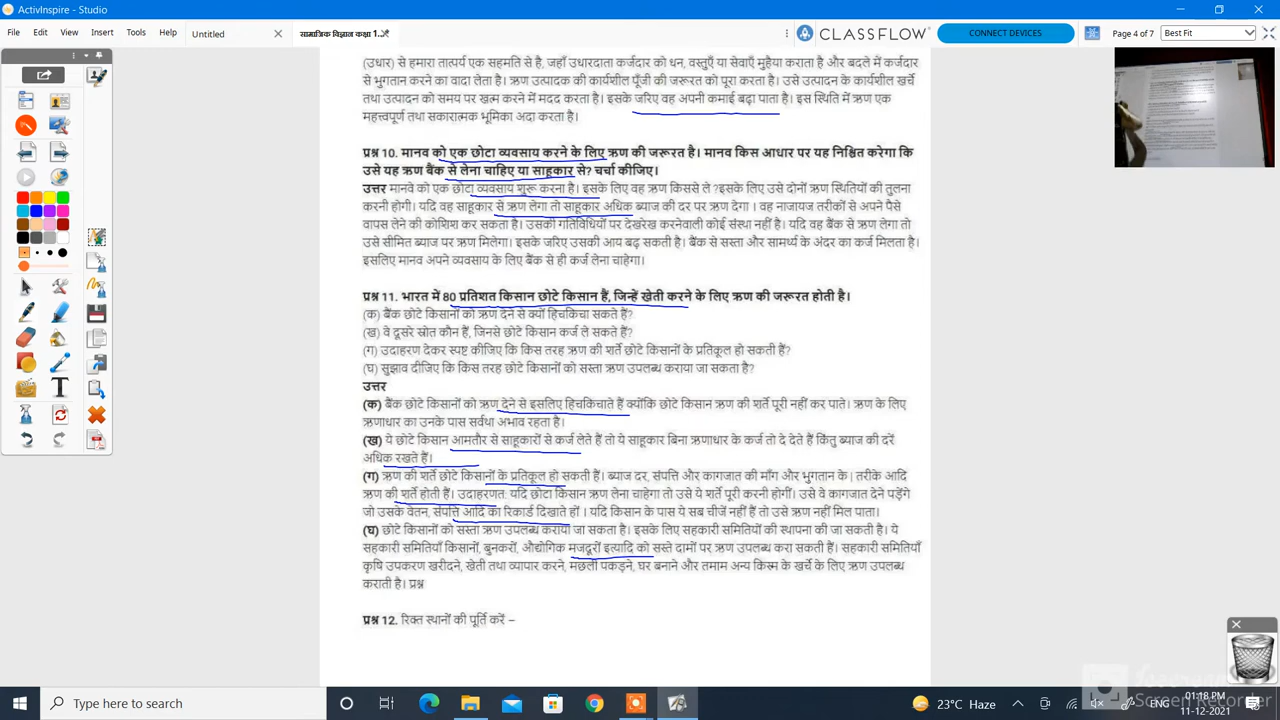 ActivInspire - Studio
File Edit View Insert Tools Help
Untitled
सामाजिक विज्ञान कक्षा 1...
CLASSFLOW
CONNECT DEVICES
Page 4 of 7
Best Fit
(उधार) से हमारा तात्पर्य एक सहमति से है, जहाँ उधारदाता कर्जदार को धन, वस्तुएँ या सेवाएँ मुहैया कराता है और बदले में कर्जदार
से भुगतान करने का वादा लेता है। ऋण उत्पादक की कार्यशील पूँजी की जरूरत को पूरा करता है। उसे उत्पादन के कार्यशील खर्चे
तथा उत्पादन को समय पर खत्म करने में मदद करता है। इसके जरिए वह अपनी कमाई बढ़ा पाता है। इस स्थिति में ऋण एक
महत्त्वपूर्ण तथा सकारात्मक भूमिका अदा करता है।
प्रश्न 10. मानव को एक छोटा व्यवसाय करने के लिए ऋण की जरूरत है। मानव किस आधार पर यह निश्चित करेगा कि
उसे यह ऋण बैंक से लेना चाहिए या साहूकार से? चर्चा कीजिए।
उत्तर मानवे को एक छोटा व्यवसाय शुरू करना है। इसके लिए वह ऋण किससे ले ?इसके लिए उसे दोनों ऋण स्थितियों की तुलना
करनी होगी। यदि वह साहूकार से ऋण लेगा तो साहूकार अधिक ब्याज की दर पर ऋण देगा । वह नाजायज तरीकों से अपने पैसे
वापस लेने की कोशिश कर सकता है। उसकी गतिविधियों पर देखरेख करनेवाली कोई संस्था नहीं है। यदि वह बैंक से ऋण लेगा तो
उसे सीमित ब्याज पर ऋण मिलेगा। इसके जरिए उसकी आय बढ़ सकती है। बैंक से सस्ता और सामर्थ्य के अंदर का कर्ज मिलता है।
इसलिए मानव अपने व्यवसाय के लिए बैंक से ही कर्ज लेना चाहेगा।
प्रश्न 11. भारत में 80 प्रतिशत किसान छोटे किसान हैं, जिन्हें खेती करने के लिए ऋण की जरूरत होती है।
(क) बैंक छोटे किसानों को ऋण देने से क्यों हिचकिचा सकते हैं?
(ख) वे दूसरे स्रोत कौन हैं, जिनसे छोटे किसान कर्ज ले सकते हैं?
(ग) उदाहरण देकर स्पष्ट कीजिए कि किस तरह ऋण की शर्ते छोटे किसानों के प्रतिकूल हो सकती हैं?
(घ) सुझाव दीजिए कि किस तरह छोटे किसानों को सस्ता ऋण उपलब्ध कराया जा सकता है?
उत्तर
(क) बैंक छोटे किसानों को ऋण देने से इसलिए हिचकिचाते हैं क्योंकि छोटे किसान ऋण की शर्ते पूरी नहीं कर पाते। ऋण के लिए
ऋणाधार का उनके पास सर्वथा अभाव रहता है।
(ख) ये छोटे किसान आमतौर से साहूकारों से कर्ज लेते हैं तो ये साहूकार बिना ऋणाधार के कर्ज तो दे देते हैं किंतु ब्याज की दरें
अधिक रखते हैं।
(ग) ऋण की शर्ते छोटे किसानों के प्रतिकूल हो सकती हैं। ब्याज दर, संपत्ति और कागजात की माँग और भुगतान के | तरीके आदि
ऋण की शर्ते होती हैं। उदाहरणत: यदि छोटा किसान ऋण लेना चाहेगा तो उसे ये शर्ते पूरी करनी होगीं। उसे वे कागजात देने पड़ेंगे
जो उसके वेतन, संपत्ति आदि का रिकार्ड दिखाते हों । यदि किसान के पास ये सब चीजें नहीं हैं तो उसे ऋण नहीं मिल पाता।
(घ) छोटे किसानों को सस्ता ऋण उपलब्ध कराया जा सकता है। इसके लिए सहकारी समितियों की स्थापना की जा सकती है। ये
सहकारी समितियाँ किसानों, बुनकरों, औद्योगिक मजदूरों इत्यादि को सस्ते दामों पर ऋण उपलब्ध करा सकती हैं। सहकारी समितियाँ
कृषि उपकरण खरीदने, खेती तथा व्यापार करने, मछली पकड़ने, घर बनाने और तमाम अन्य किस्म के खर्चे के लिए ऋण उपलब्ध
कराती है। प्रश्न
प्रश्न 12. रिक्त स्थानों की पूर्ति करें –
Screen Recorder
Type here to search
23°C Haze
ENG
01:18 PM
11-12-2021